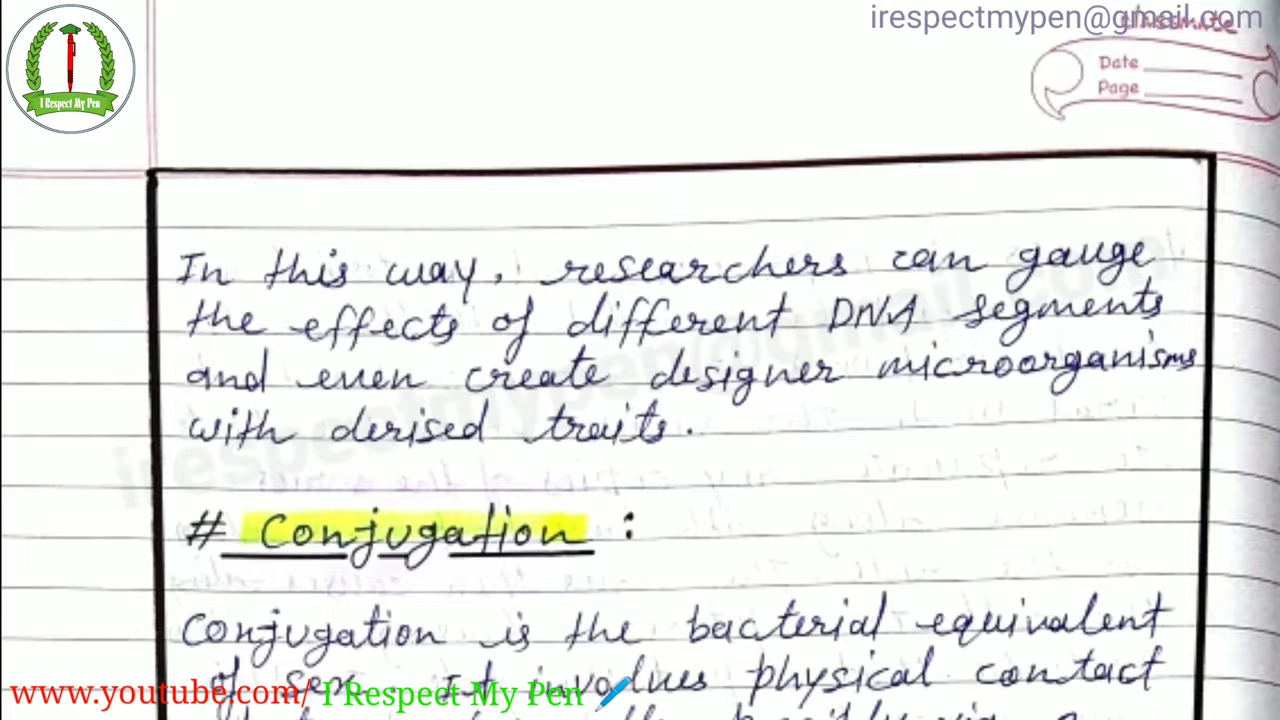 irespectmypen@gmail.com
classmate
Date
Page
I Respect My Pen
In this way, researchers can gauge
the effects of different DNA segments
and even create designer microorganisms
with derised traits.
# Conjugation :
Conjugation is the bacterial equivalent
of sex. It involves physical contact
www.youtube.com/ I Respect My Pen